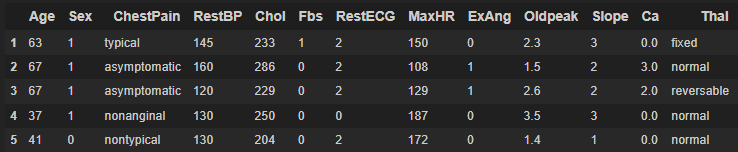 Age Sex ChestPain RestBP Chol Fbs RestECG MaxHR ExAng Oldpeak Slope Ca Thal
1 63 1 typical 145 233 1 2 150 0 2.3 3 0.0 fixed
2 67 1 asymptomatic 160 286 0 2 108 1 1.5 2 3.0 normal
3 67 1 asymptomatic 120 229 0 2 129 1 2.6 2 2.0 reversable
4 37 1 nonanginal 130 250 0 0 187 0 3.5 3 0.0 normal
5 41 0 nontypical 130 204 0 2 172 0 1.4 1 0.0 normal